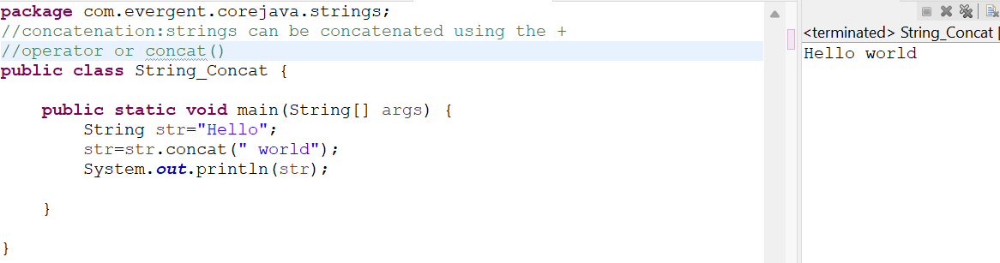 package com.evergent.corejava.strings;
//concatenation:strings can be concatenated using the +
//operator or concat()
public class String_Concat {
    public static void main(String[] args) {
        String str="Hello";
        str=str.concat(" world");
        System.out.println(str);
    }
}
<terminated> String_Concat [
Hello world